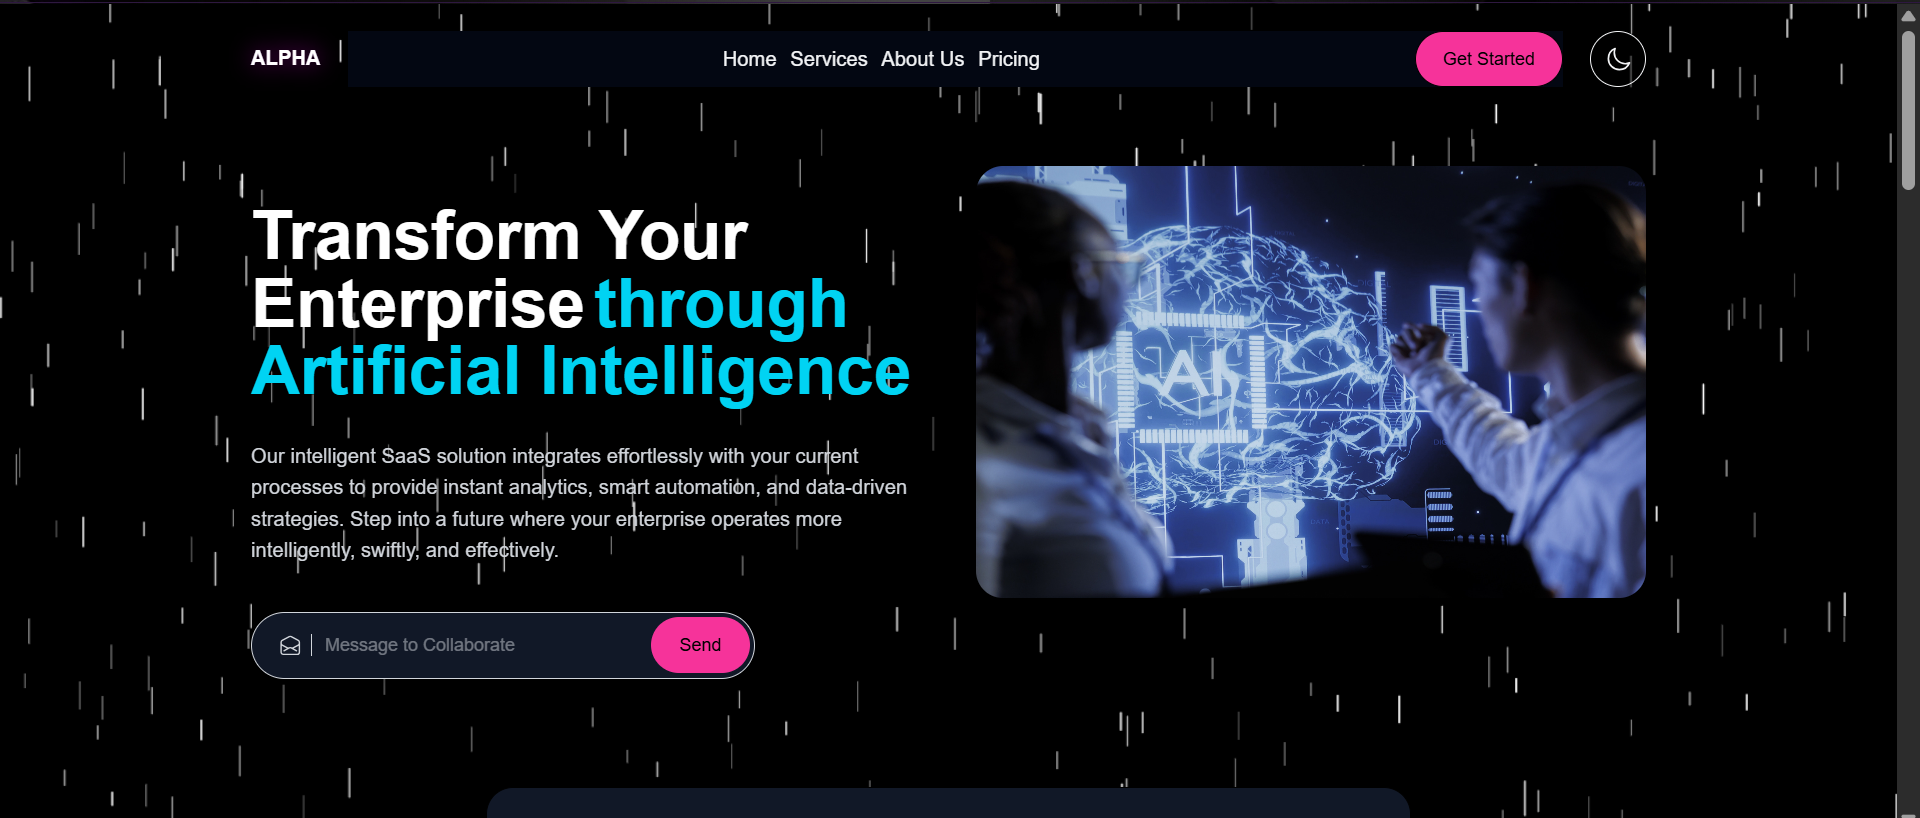 ALPHA
Home Services About Us Pricing
Get Started
Transform Your
Enterprise through
Artificial Intelligence
Our intelligent SaaS solution integrates effortlessly with your current
processes to provide instant analytics, smart automation, and data-driven
strategies. Step into a future where your enterprise operates more
intelligently, swiftly, and effectively.
Message to Collaborate
Send
AI